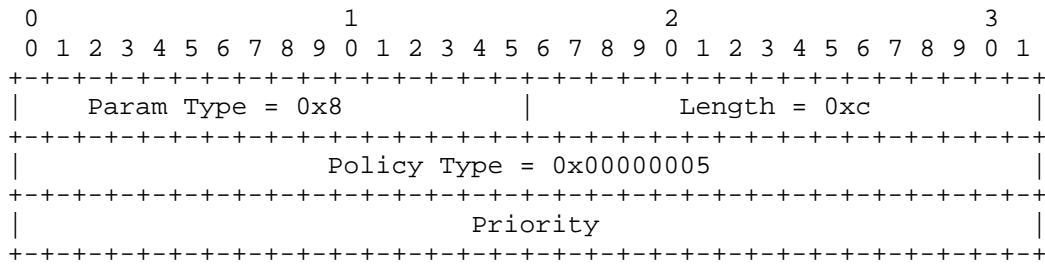 0                   1                   2                   3
 0 1 2 3 4 5 6 7 8 9 0 1 2 3 4 5 6 7 8 9 0 1 2 3 4 5 6 7 8 9 0 1
+-+-+-+-+-+-+-+-+-+-+-+-+-+-+-+-+-+-+-+-+-+-+-+-+-+-+-+-+-+-+-+-+
|    Param Type = 0x8           |         Length = 0xc          |
+-+-+-+-+-+-+-+-+-+-+-+-+-+-+-+-+-+-+-+-+-+-+-+-+-+-+-+-+-+-+-+-+
|                   Policy Type = 0x00000005                    |
+-+-+-+-+-+-+-+-+-+-+-+-+-+-+-+-+-+-+-+-+-+-+-+-+-+-+-+-+-+-+-+-+
|                            Priority                           |
+-+-+-+-+-+-+-+-+-+-+-+-+-+-+-+-+-+-+-+-+-+-+-+-+-+-+-+-+-+-+-+-+